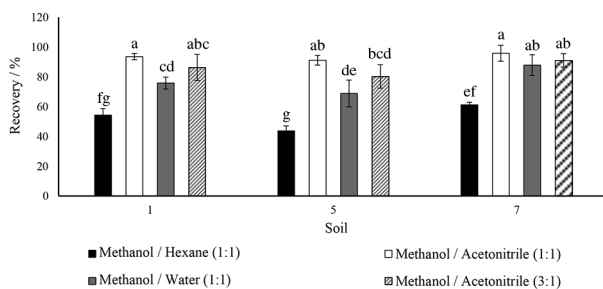 120
100
80
60
40
20
0
Recovery / %
fg
a
cd
abc
g
ab
de
bcd
ef
a
ab
ab
1
5
7
Soil
Methanol / Hexane (1:1)
Methanol / Acetonitrile (1:1)
Methanol / Water (1:1)
Methanol / Acetonitrile (3:1)